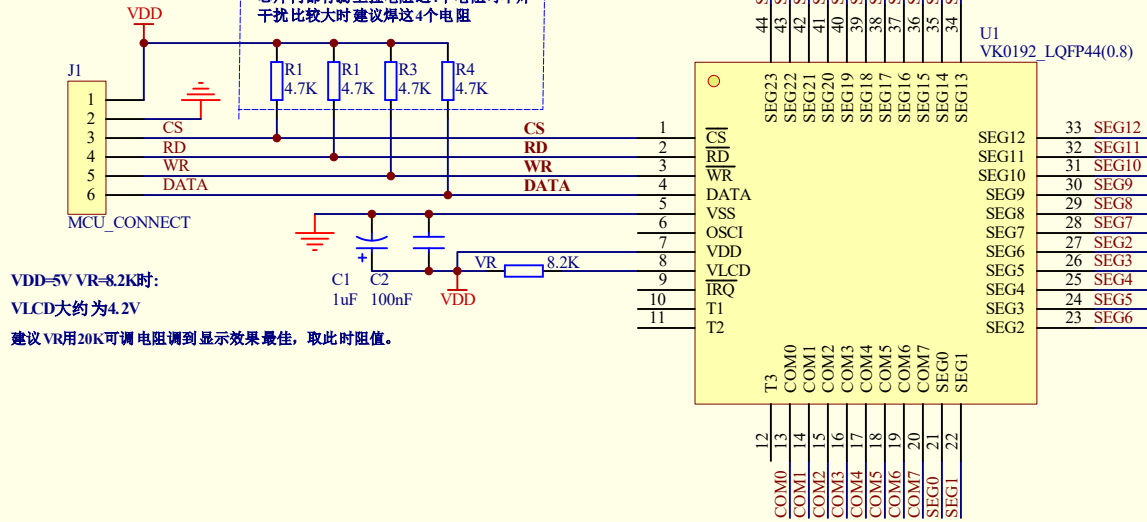 干扰比较大时建议焊这4个电阻
VDD
J1
1
2
3
4
5
6
MCU_CONNECT
CS
RD
WR
DATA
R1
4.7K
R1
4.7K
R3
4.7K
R4
4.7K
CS
RD
WR
DATA
C1
1uF
C2
100nF
VDD
VR
8.2K
VDD=5V VR=8.2K时:
VLCD大约为4.2V
建议VR用20K可调电阻调到显示效果最佳，取此时阻值。
U1
VK0192_LQFP44(0.8)
44 43 42 41 40 39 38 37 36 35 34
SEG23 SEG22 SEG21 SEG20 SEG19 SEG18 SEG17 SEG16 SEG15 SEG14 SEG13
1 CS
2 RD
3 WR
4 DATA
5 VSS
6 OSCI
7 VDD
8 VLCD
9 IRQ
10 T1
11 T2
SEG12 33 SEG12
SEG11 32 SEG11
SEG10 31 SEG10
SEG9 30 SEG9
SEG8 29 SEG8
SEG7 28 SEG7
SEG6 27 SEG2
SEG5 26 SEG3
SEG4 25 SEG4
SEG3 24 SEG5
SEG2 23 SEG6
T3 COM0 COM1 COM2 COM3 COM4 COM5 COM6 COM7 SEG0 SEG1
12 13 14 15 16 17 18 19 20 21 22
COM0 COM1 COM2 COM3 COM4 COM5 COM6 COM7 SEG0 SEG1